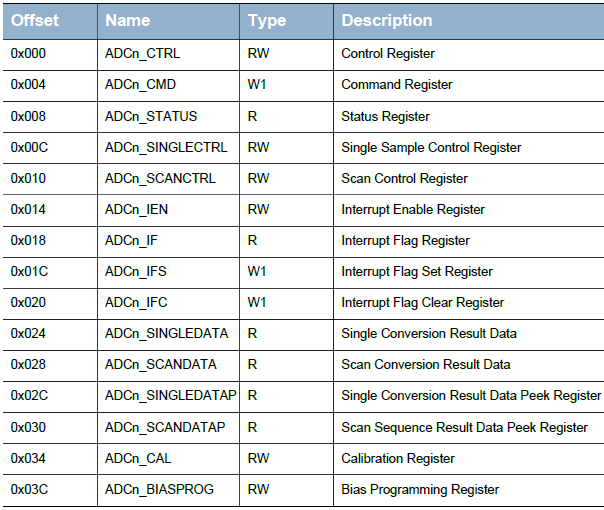 Offset Name Type Description
0x000 ADCn_CTRL RW Control Register
0x004 ADCn_CMD W1 Command Register
0x008 ADCn_STATUS R Status Register
0x00C ADCn_SINGLECTRL RW Single Sample Control Register
0x010 ADCn_SCANCTRL RW Scan Control Register
0x014 ADCn_IEN RW Interrupt Enable Register
0x018 ADCn_IF R Interrupt Flag Register
0x01C ADCn_IFS W1 Interrupt Flag Set Register
0x020 ADCn_IFC W1 Interrupt Flag Clear Register
0x024 ADCn_SINGLEDATA R Single Conversion Result Data
0x028 ADCn_SCANDATA R Scan Conversion Result Data
0x02C ADCn_SINGLEDATAP R Single Conversion Result Data Peek Register
0x030 ADCn_SCANDATAP R Scan Sequence Result Data Peek Register
0x034 ADCn_CAL RW Calibration Register
0x03C ADCn_BIASPROG RW Bias Programming Register